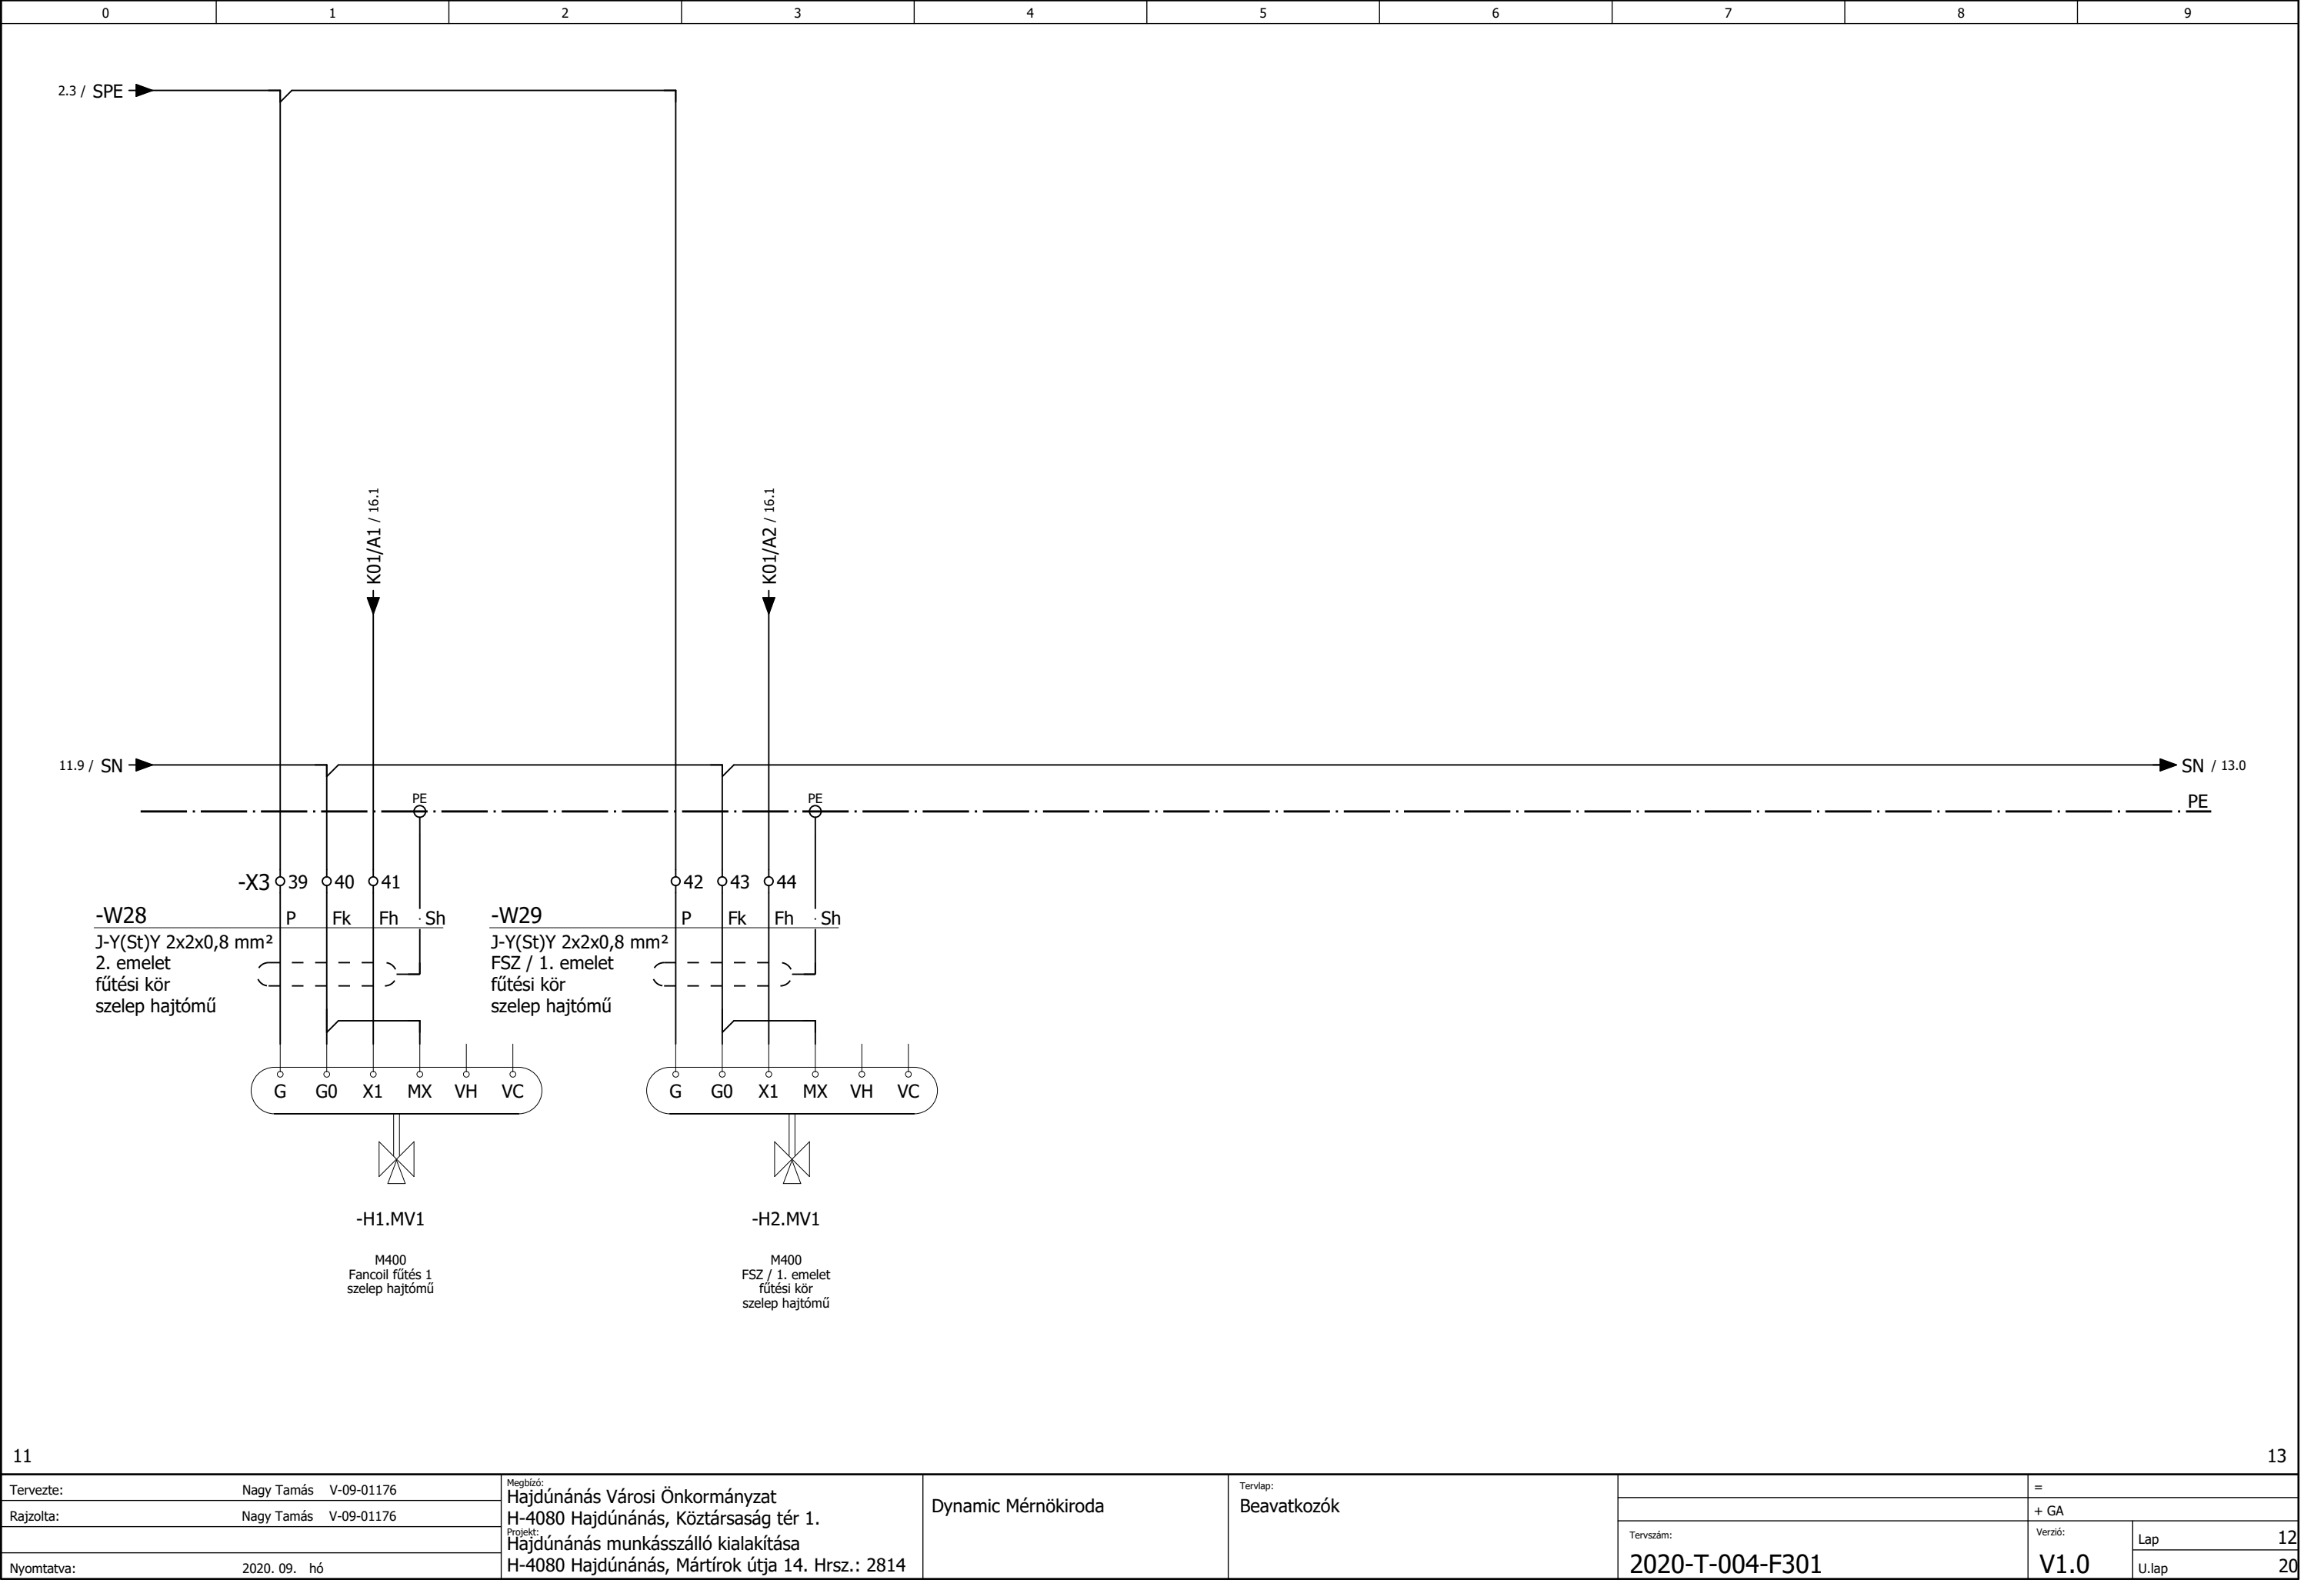 0 1 2 3 4 5 6 7 8 9
2.3 / SPE
K01/A1 / 16.1
K01/A2 / 16.1
11.9 / SN
SN / 13.0
PE
PE
PE
-X3 39 40 41
42 43 44
-W28 P Fk Fh Sh
J-Y(St)Y 2x2x0,8 mm²
2. emelet
fűtési kör
szelep hajtómű
-W29 P Fk Fh Sh
J-Y(St)Y 2x2x0,8 mm²
FSZ / 1. emelet
fűtési kör
szelep hajtómű
G G0 X1 MX VH VC
G G0 X1 MX VH VC
-H1.MV1
M400
Fancoil fűtés 1
szelep hajtómű
-H2.MV1
M400
FSZ / 1. emelet
fűtési kör
szelep hajtómű
11
13
Tervezte: Nagy Tamás V-09-01176
Rajzolta: Nagy Tamás V-09-01176
Nyomtatva: 2020. 09. hó
Megbízó:
Hajdúnánás Városi Önkormányzat
H-4080 Hajdúnánás, Köztársaság tér 1.
Projekt:
Hajdúnánás munkásszálló kialakítása
H-4080 Hajdúnánás, Mártírok útja 14. Hrsz.: 2814
Dynamic Mérnökiroda
Tervlap:
Beavatkozók
Tervszám:
2020-T-004-F301
=
+ GA
Verzió:
V1.0
Lap 12
U.lap 20